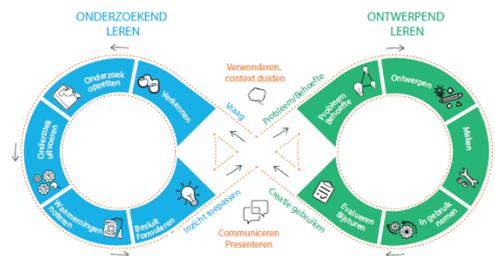 ONDERZOEKEND
LEREN
ONTWERPEND
LEREN
Verwonderen,
context duiden
Onderzoek
opzetten
Verkennen
Vraag
Probleem/Behoefte
Probleem
Behoefte
Ontwerpen
Onderzoek
uitvoeren
Maken
Waarnemingen
noteren
Besluit
formuleren
Inzicht toepassen
Creatie gebruiken
Evalueren
Bijsturen
In gebruik
nemen
Communiceren
Presenteren